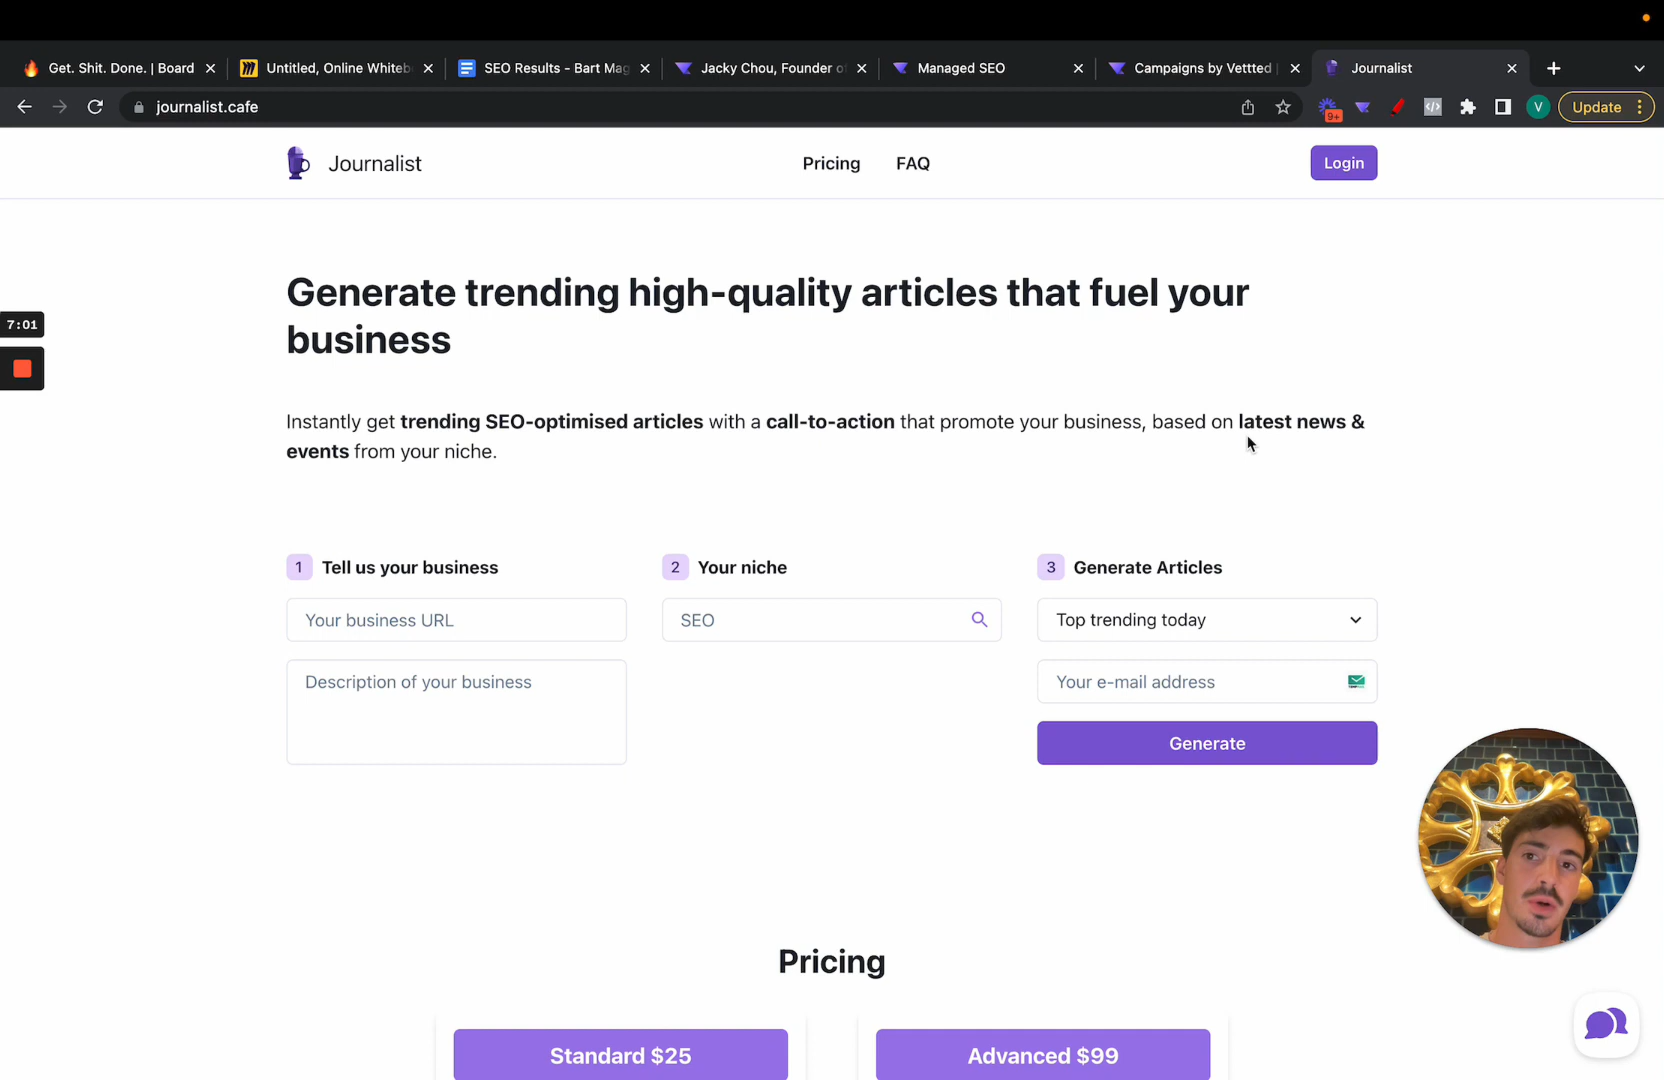 Get. Shit. Done. | Board
Untitled, Online Whiteb
SEO Results - Bart Mag
Jacky Chou, Founder o
Managed SEO
Campaigns by Vettted |
Journalist
journalist.cafe
9+
V
Update
Journalist
Pricing
FAQ
Login
7:01
Generate trending high-quality articles that fuel your
business
Instantly get trending SEO-optimised articles with a call-to-action that promote your business, based on latest news &
events from your niche.
1 Tell us your business
2 Your niche
3 Generate Articles
Your business URL
SEO
Top trending today
Description of your business
Your e-mail address
Generate
Pricing
Standard $25
Advanced $99